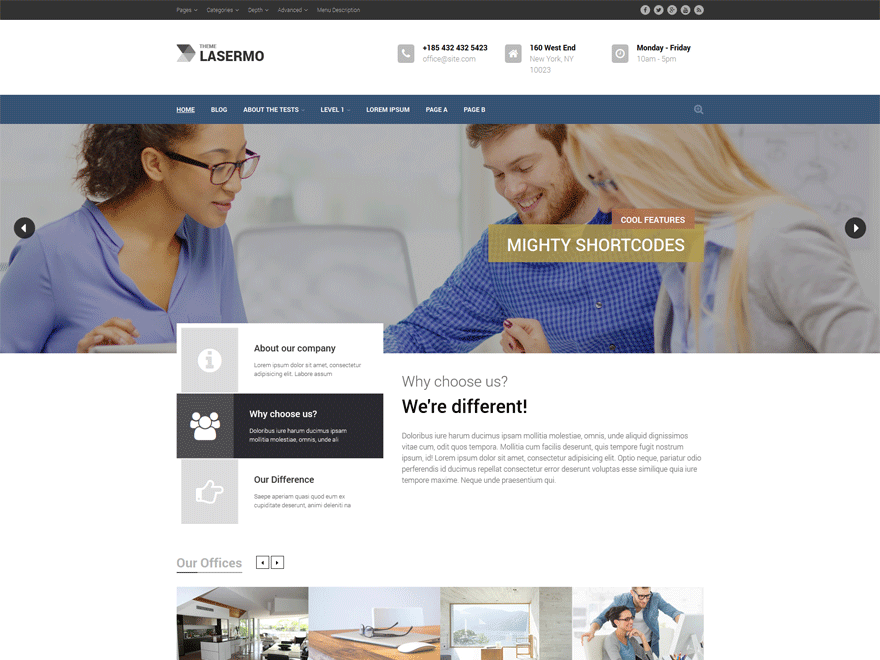 Pages Categories Depth Advanced Menu Description
THEME
LASERMO
+185 432 432 5423
office@site.com
160 West End
New York, NY
10023
Monday - Friday
10am - 5pm
HOME BLOG ABOUT THE TESTS LEVEL 1 LOREM IPSUM PAGE A PAGE B
COOL FEATURES
MIGHTY SHORTCODES
About our company
Lorem ipsum dolor sit amet, consectetur
adipisicing elit. Labore assum
Why choose us?
Doloribus iure harum ducimus ipsam
mollitia molestiae, omnis, unde ali
Our Difference
Saepe aperiam quasi quod eum ex
cupiditate deserunt, animi deleniti na
Why choose us?
We're different!
Doloribus iure harum ducimus ipsam mollitia molestiae, omnis, unde aliquid dignissimos
vitae cum, odit quos tempora. Mollitia cum facilis deserunt, quis tempore fugit nostrum
ipsum, id! Lorem ipsum dolor sit amet, consectetur adipisicing elit. Optio neque, pariatur odio
perferendis id ducimus repellat consectetur error deserunt voluptas esse similique quia iure
tempore maxime. Neque unde praesentium qui.
Our Offices